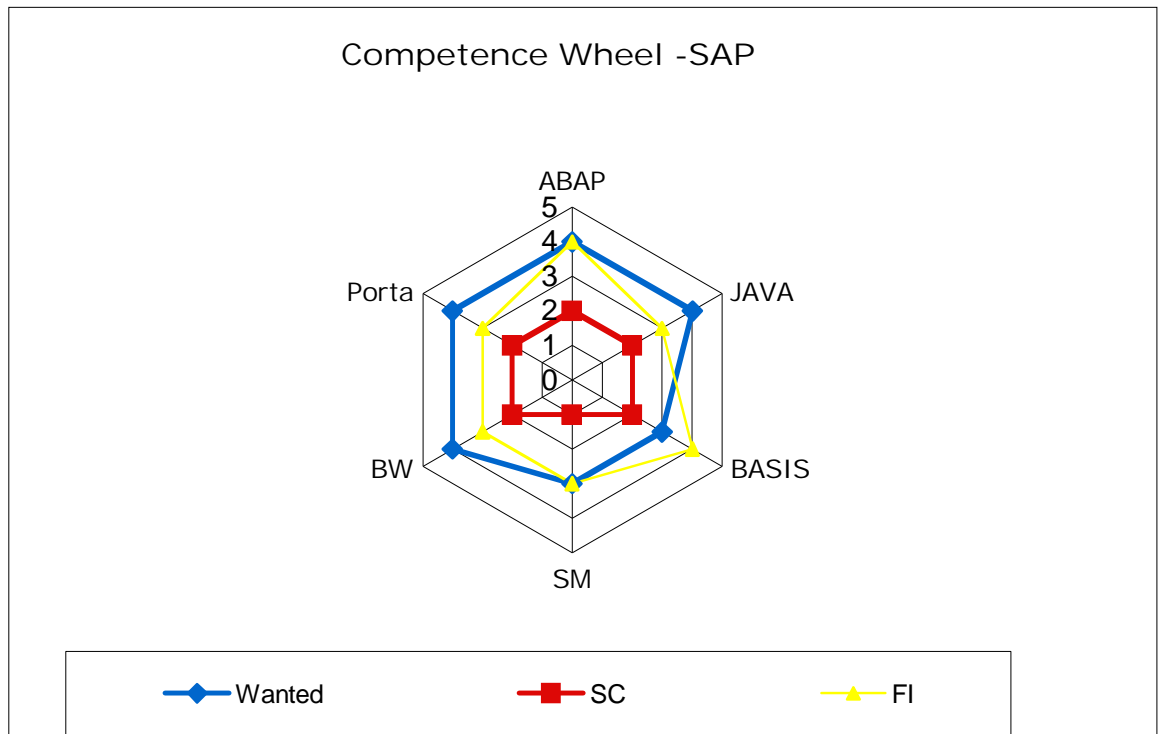 Competence Wheel -SAP
ABAP
5
4
3
2
1
0
Porta
JAVA
BW
BASIS
SM
Wanted
SC
FI